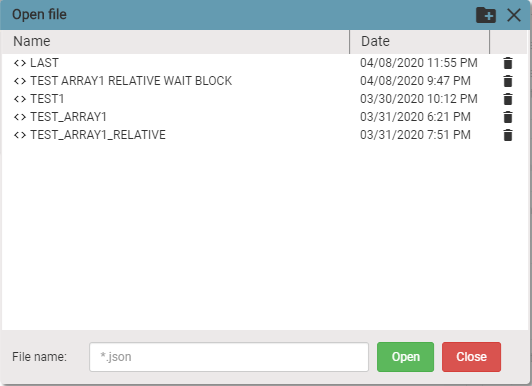 Open file
Name Date
<> LAST 04/08/2020 11:55 PM
<> TEST ARRAY1 RELATIVE WAIT BLOCK 04/08/2020 9:47 PM
<> TEST1 03/30/2020 10:12 PM
<> TEST_ARRAY1 03/31/2020 6:21 PM
<> TEST_ARRAY1_RELATIVE 03/31/2020 7:51 PM
File name: *.json Open Close